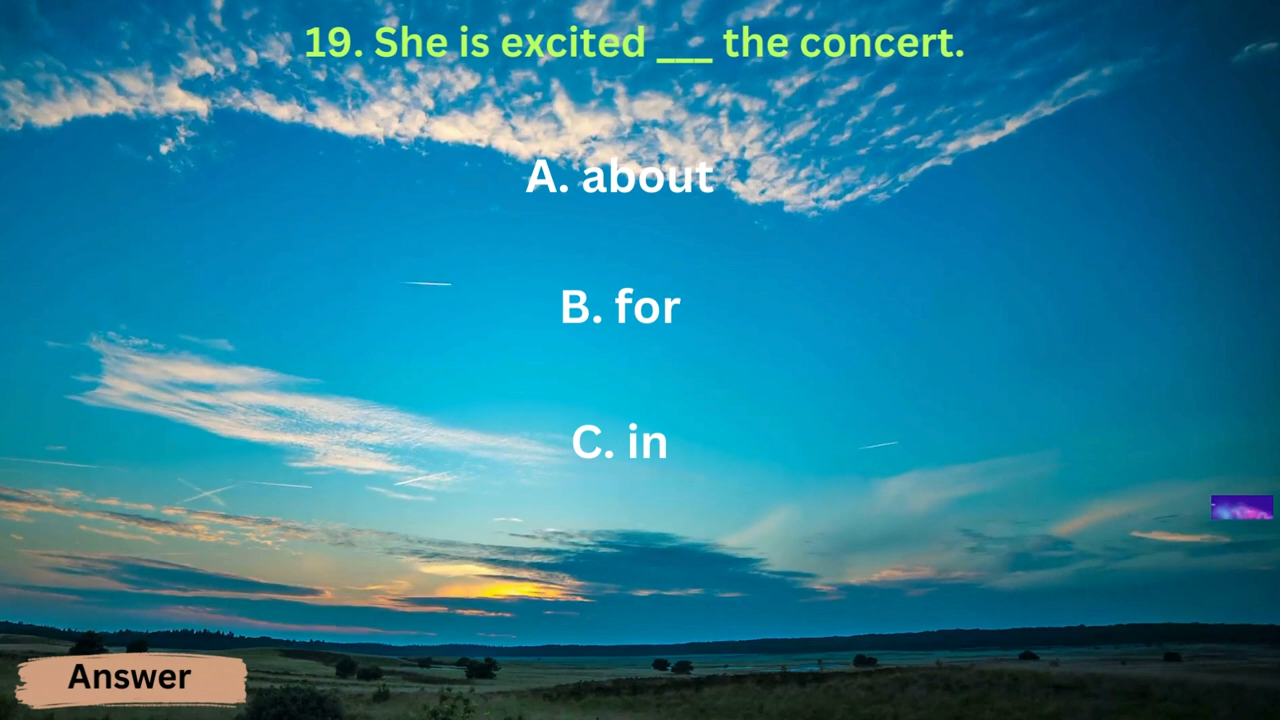 19. She is excited ___ the concert.
A. about
B. for
C. in
Answer